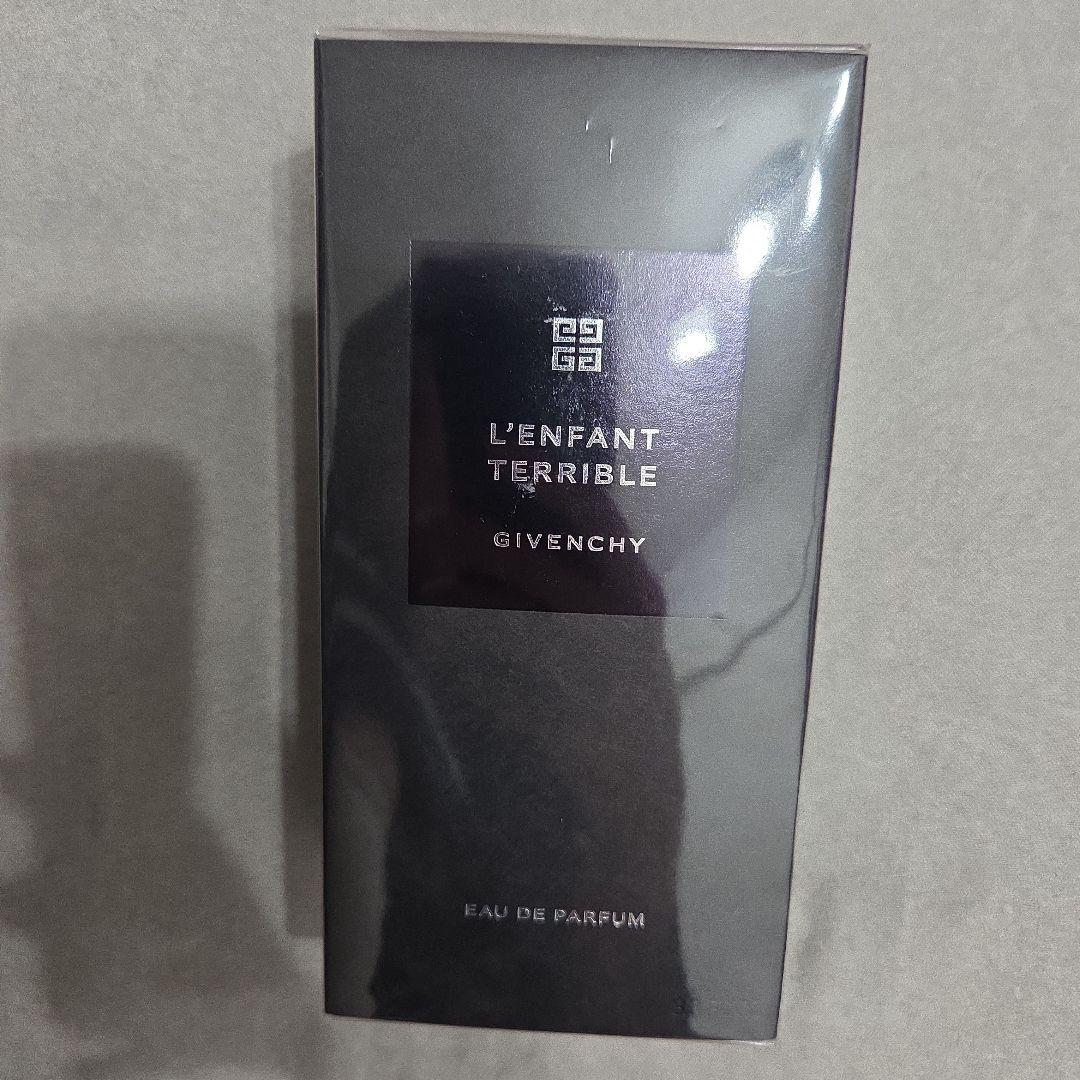 L'ENFANT
TERRIBLE
GIVENCHY
EAU DE PARFUM